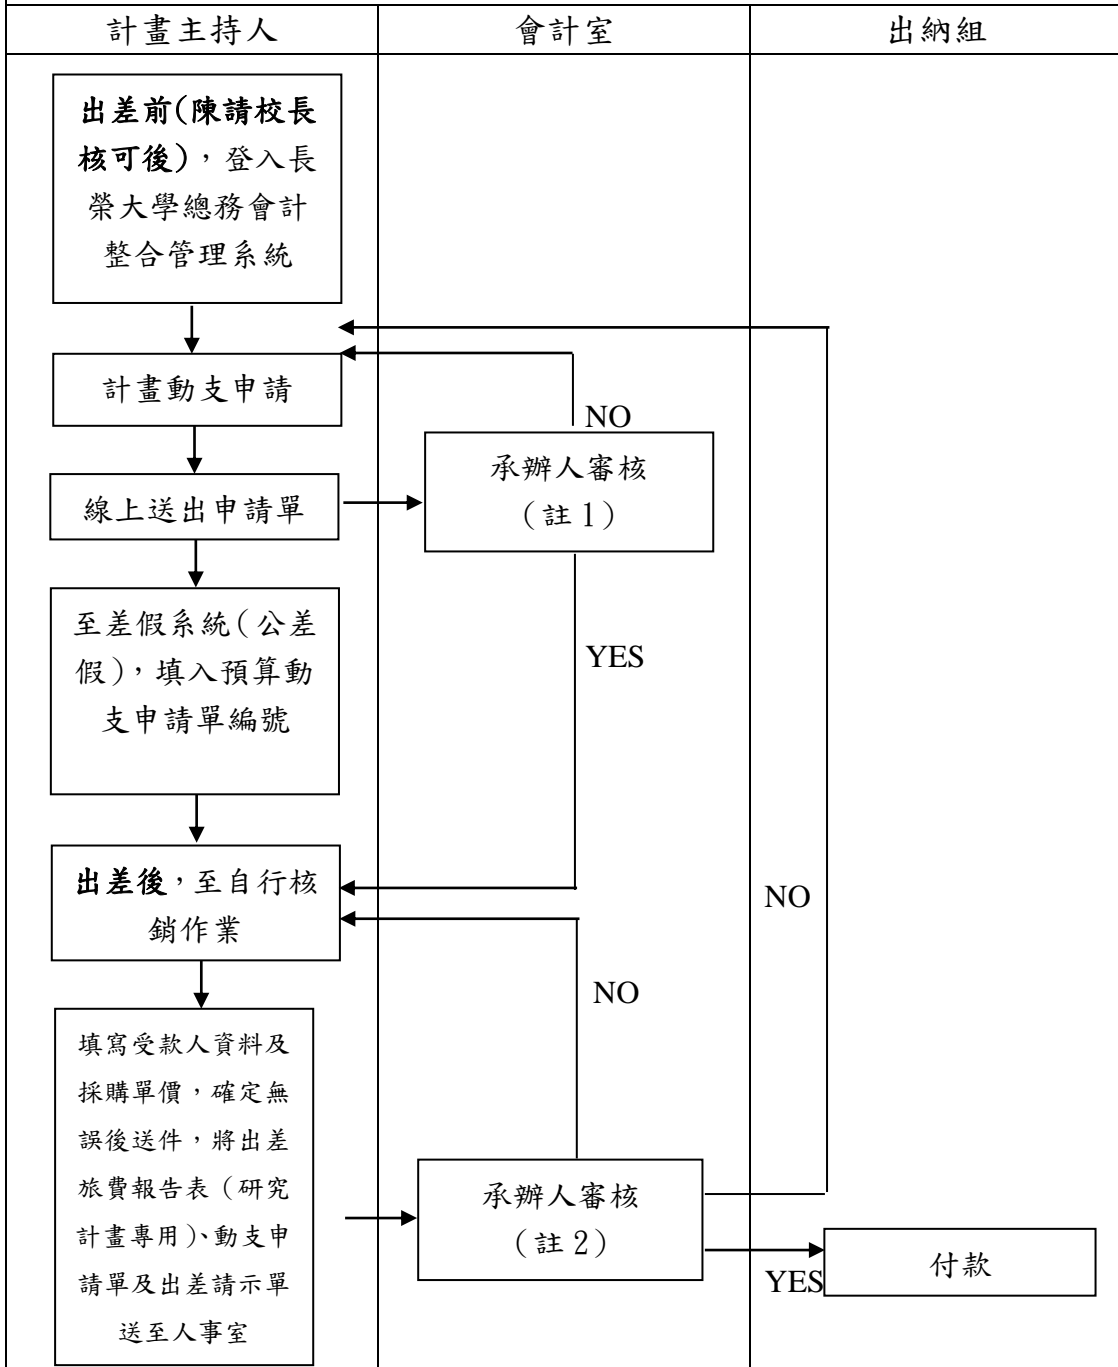 計畫主持人
會計室
出納組
出差前(陳請校長
核可後)，登入長
榮大學總務會計
整合管理系統
計畫動支申請
NO
線上送出申請單
承辦人審核
（註1）
至差假系統(公差
假)，填入預算動
支申請單編號
YES
出差後，至自行核
銷作業
NO
NO
填寫受款人資料及
採購單價，確定無
誤後送件，將出差
旅費報告表（研究
計畫專用）、動支申
請單及出差請示單
送至人事室
承辦人審核
（註2）
YES
付款